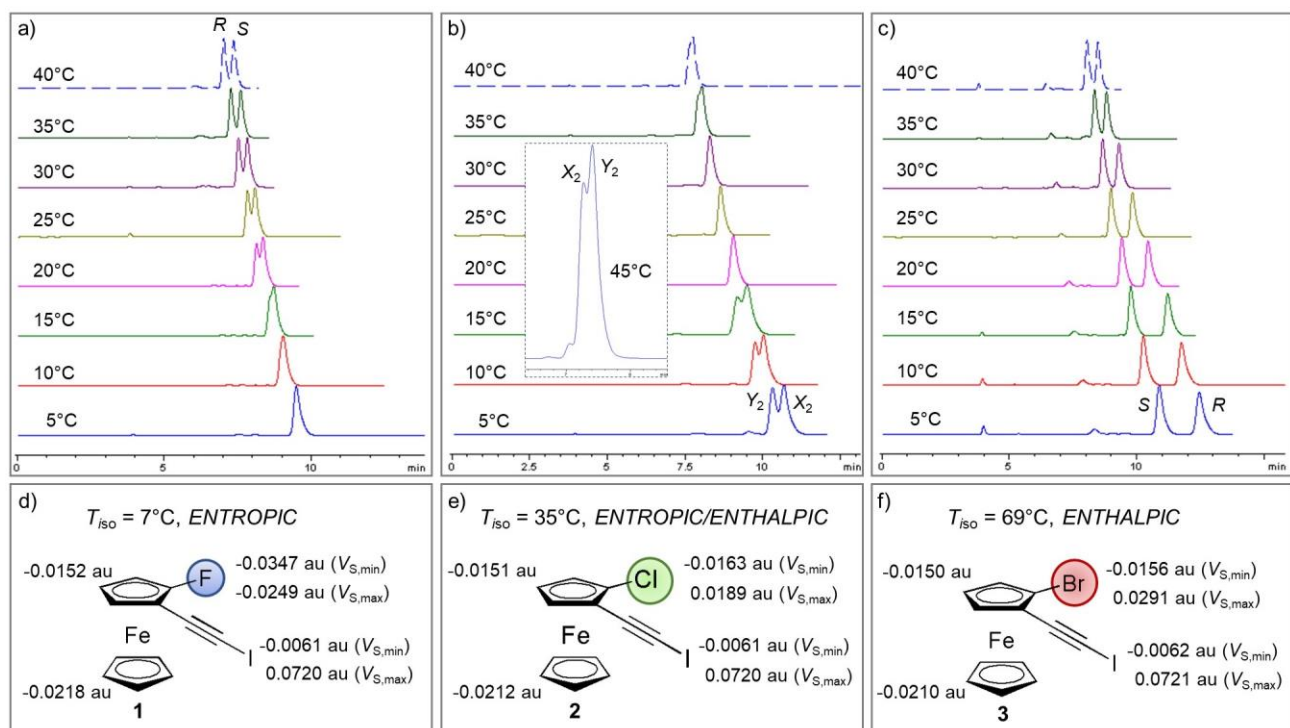 a)
R S
40°C
35°C
30°C
25°C
20°C
15°C
10°C
5°C
0 5 10 min
b)
40°C
35°C
30°C
25°C
20°C
15°C
10°C
5°C
X2 Y2
45°C
Y2 X2
0 2.5 5 7.5 10 min
c)
40°C
35°C
30°C
25°C
20°C
15°C
10°C
5°C
S R
0 5 10 min
d)
Tiso = 7°C, ENTROPIC
-0.0152 au
F
-0.0347 au (VS,min)
-0.0249 au (VS,max)
Fe
I
-0.0061 au (VS,min)
0.0720 au (VS,max)
-0.0218 au
1
e)
Tiso = 35°C, ENTROPIC/ENTHALPIC
-0.0151 au
Cl
-0.0163 au (VS,min)
0.0189 au (VS,max)
Fe
I
-0.0061 au (VS,min)
0.0720 au (VS,max)
-0.0212 au
2
f)
Tiso = 69°C, ENTHALPIC
-0.0150 au
Br
-0.0156 au (VS,min)
0.0291 au (VS,max)
Fe
I
-0.0062 au (VS,min)
0.0721 au (VS,max)
-0.0210 au
3